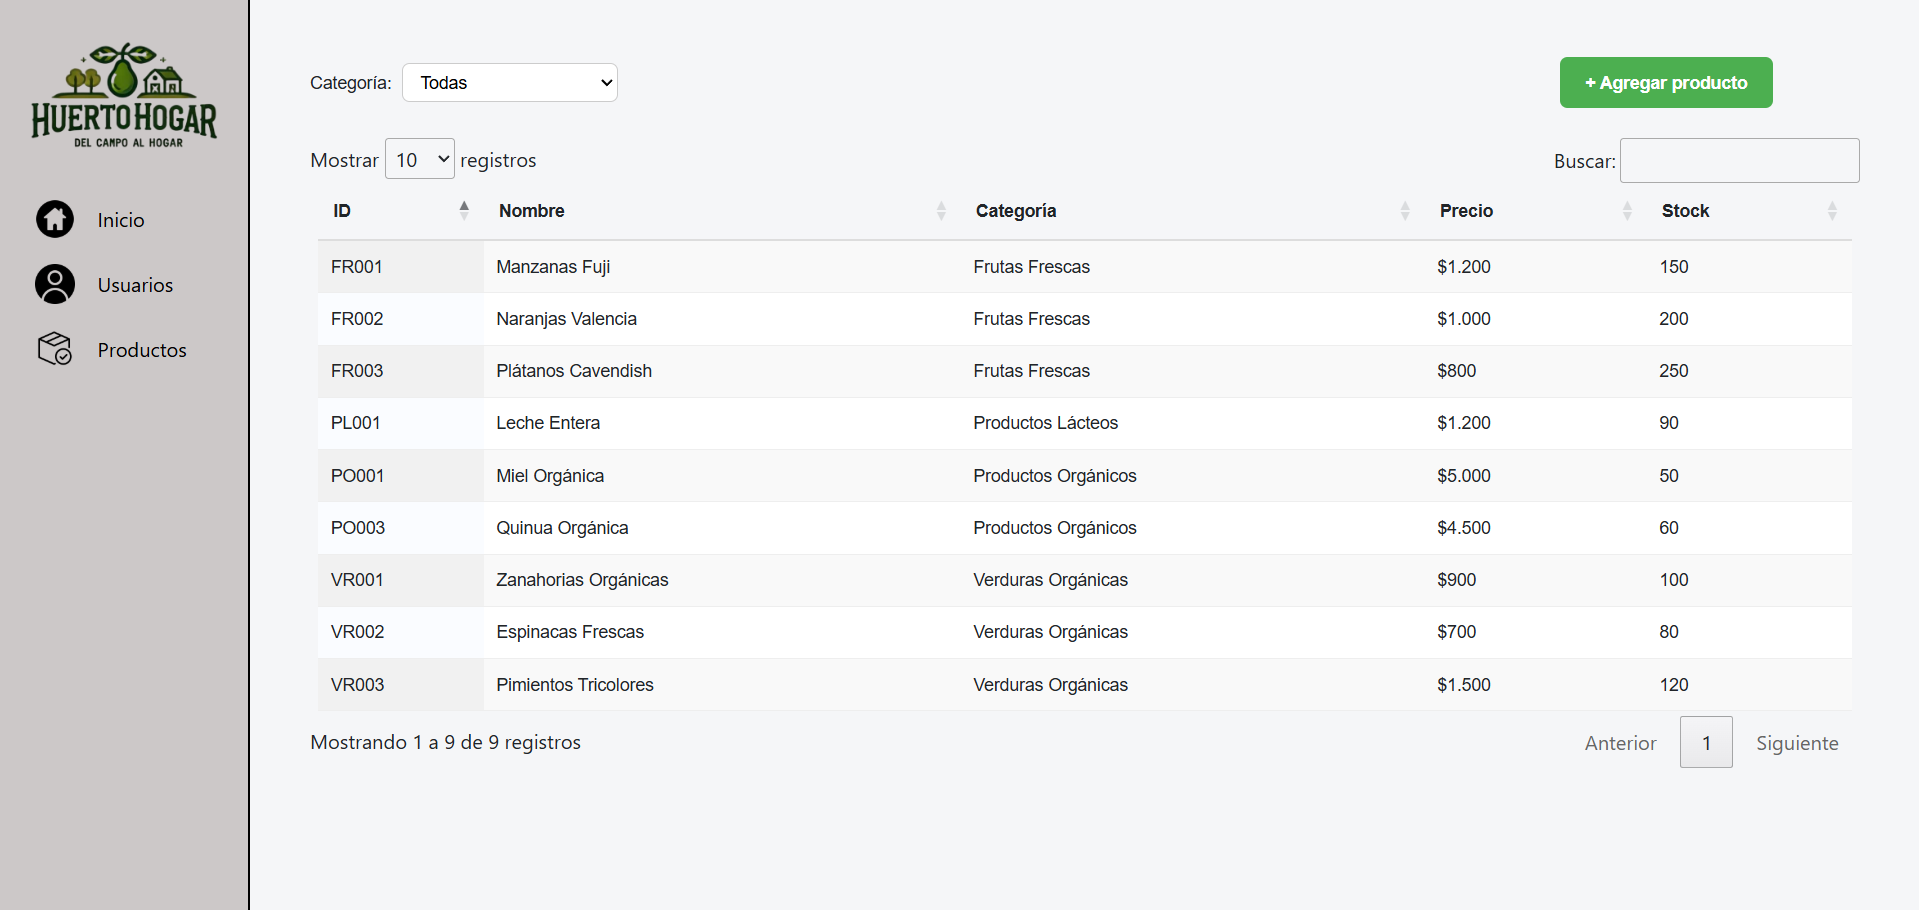 HUERTO HOGAR
DEL CAMPO AL HOGAR
Inicio
Usuarios
Productos
Categoría: Todas
+ Agregar producto
Mostrar 10 registros
Buscar:
ID Nombre Categoría Precio Stock
FR001 Manzanas Fuji Frutas Frescas $1.200 150
FR002 Naranjas Valencia Frutas Frescas $1.000 200
FR003 Plátanos Cavendish Frutas Frescas $800 250
PL001 Leche Entera Productos Lácteos $1.200 90
PO001 Miel Orgánica Productos Orgánicos $5.000 50
PO003 Quinua Orgánica Productos Orgánicos $4.500 60
VR001 Zanahorias Orgánicas Verduras Orgánicas $900 100
VR002 Espinacas Frescas Verduras Orgánicas $700 80
VR003 Pimientos Tricolores Verduras Orgánicas $1.500 120
Mostrando 1 a 9 de 9 registros
Anterior 1 Siguiente